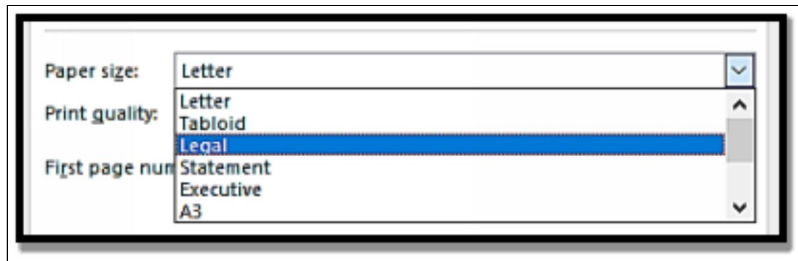 Paper size: Letter
Letter
Print quality:
Tabloid
Legal
First page num Statement
Executive
A3